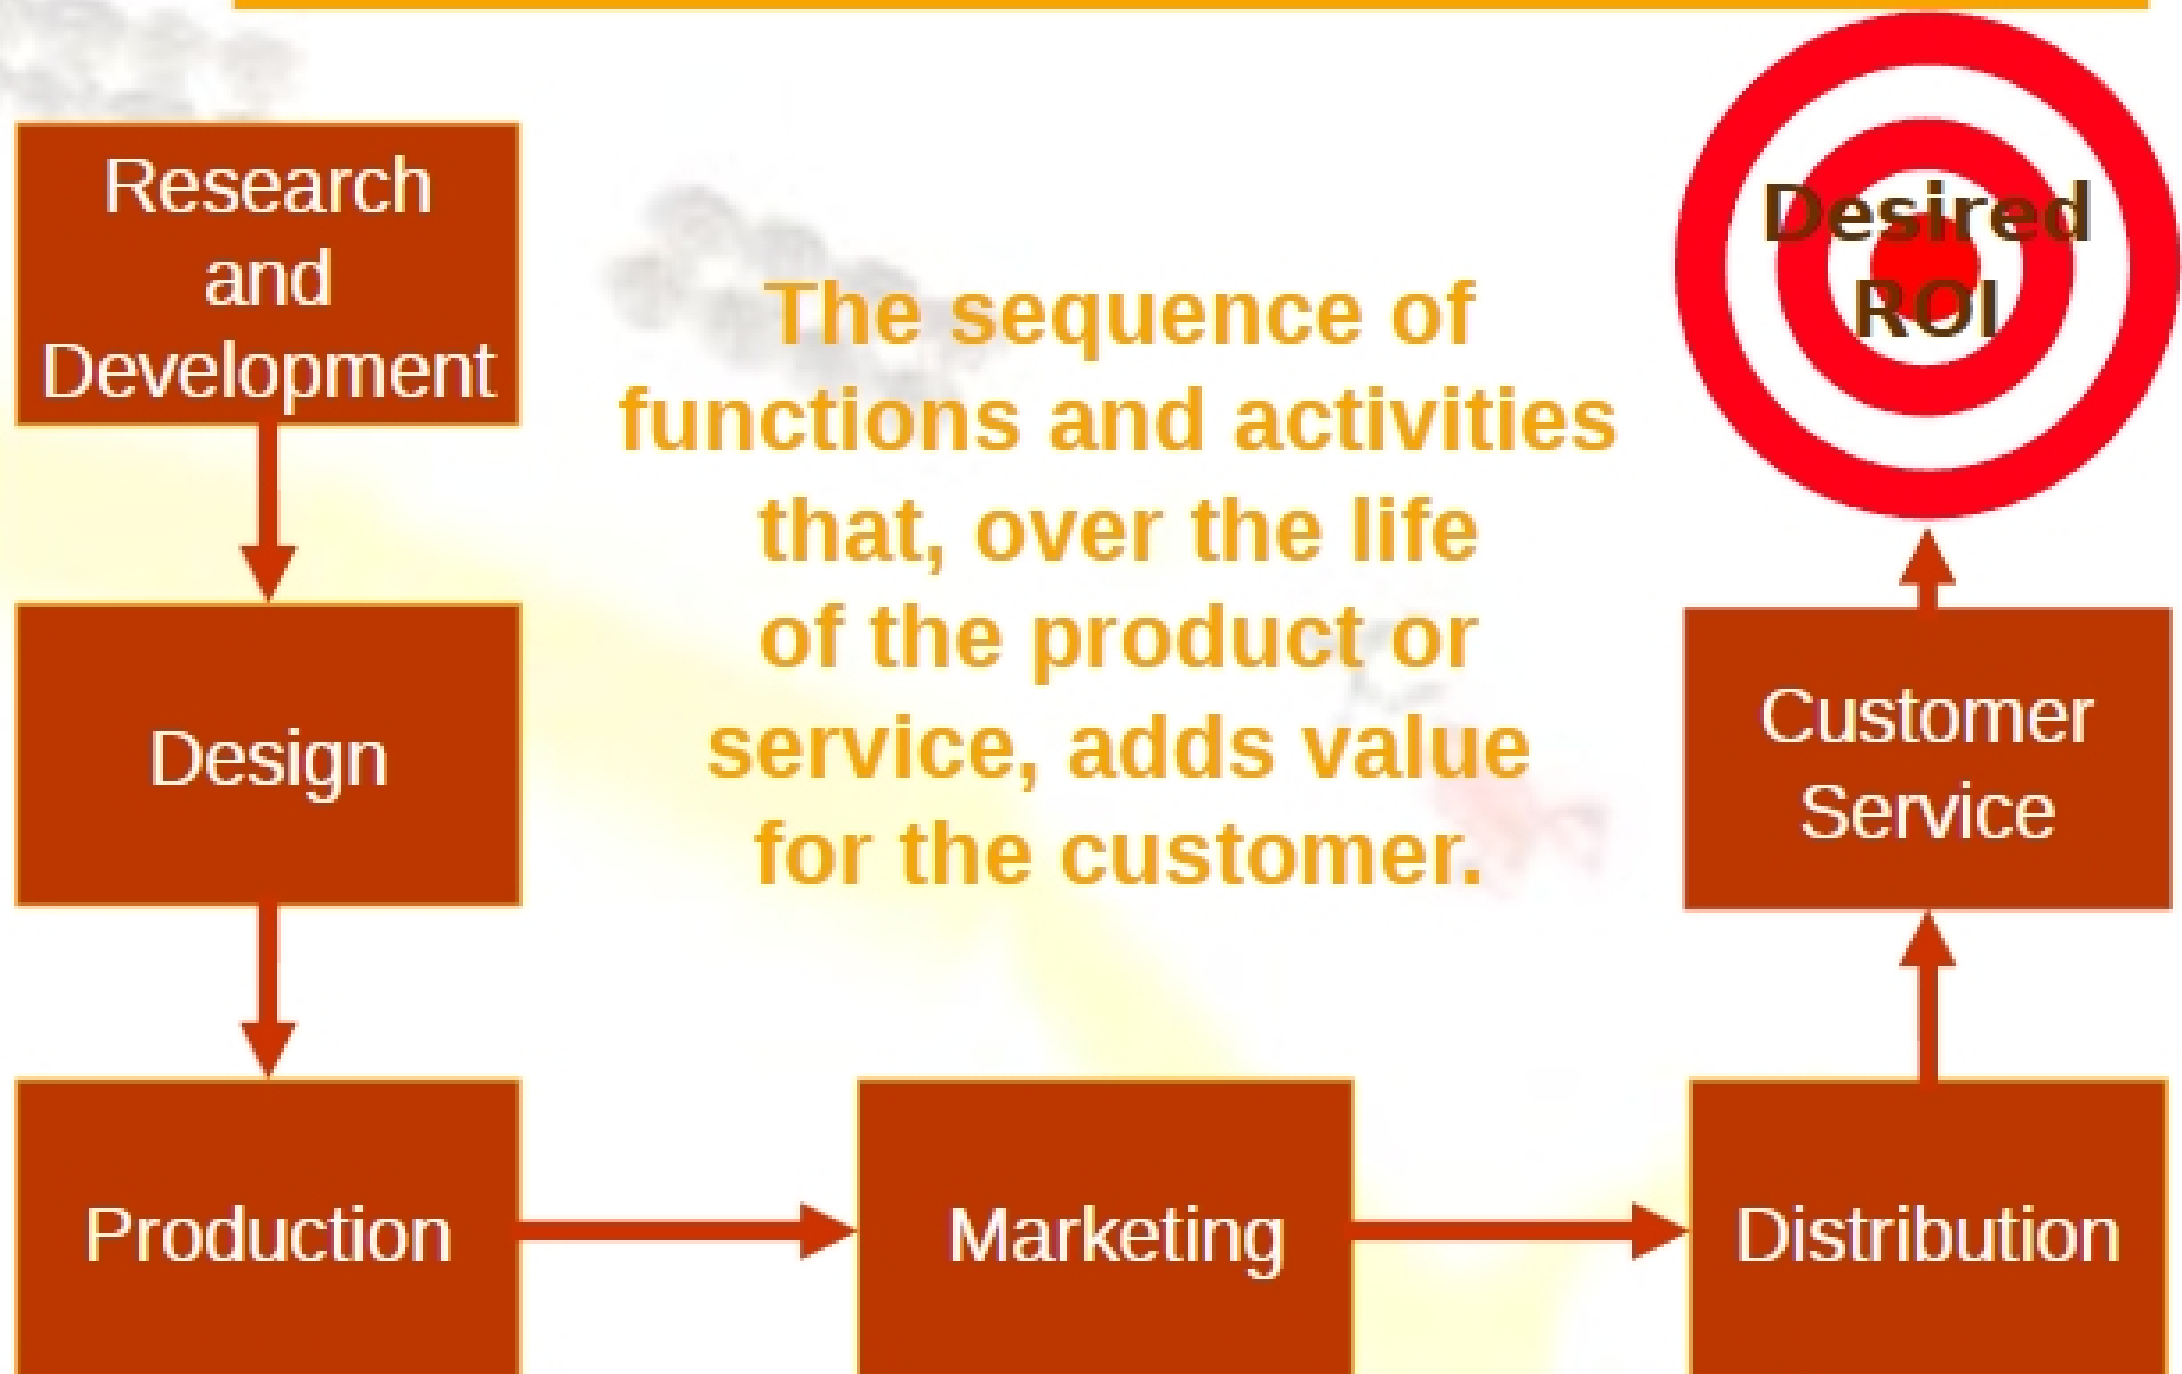 Research
and
Development
Design
Production
Marketing
Distribution
Customer
Service
Desired
ROI
The sequence of
functions and activities
that, over the life
of the product or
service, adds value
for the customer.